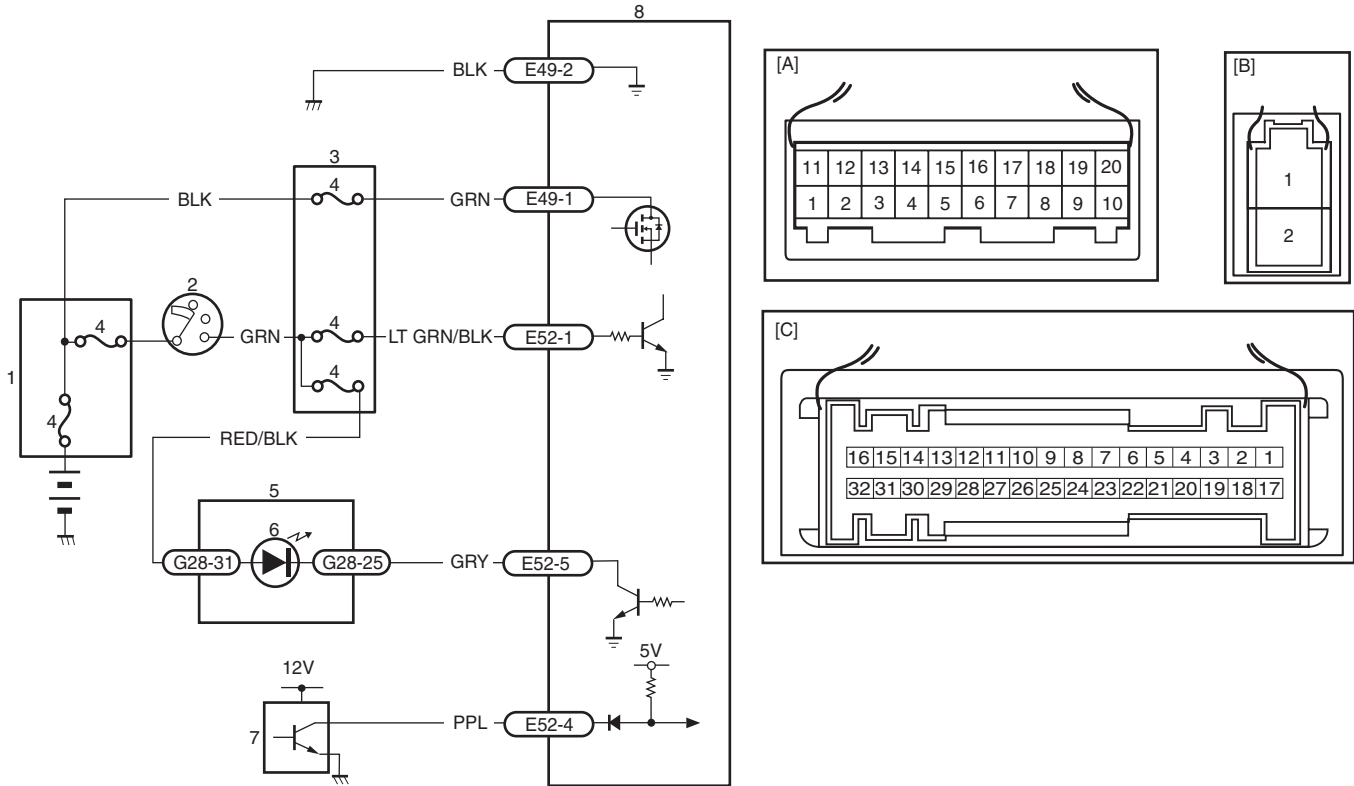 8
BLK E49-2
3
4
BLK GRN E49-1
2
4
4
GRN LT GRN/BLK E52-1
1
4
4
RED/BLK
5
6
G28-31 G28-25 GRY E52-5
5V
12V
7 PPL E52-4
[A]
11 12 13 14 15 16 17 18 19 20
1 2 3 4 5 6 7 8 9 10
[B]
1
2
[C]
16 15 14 13 12 11 10 9 8 7 6 5 4 3 2 1
32 31 30 29 28 27 26 25 24 23 22 21 20 19 18 17